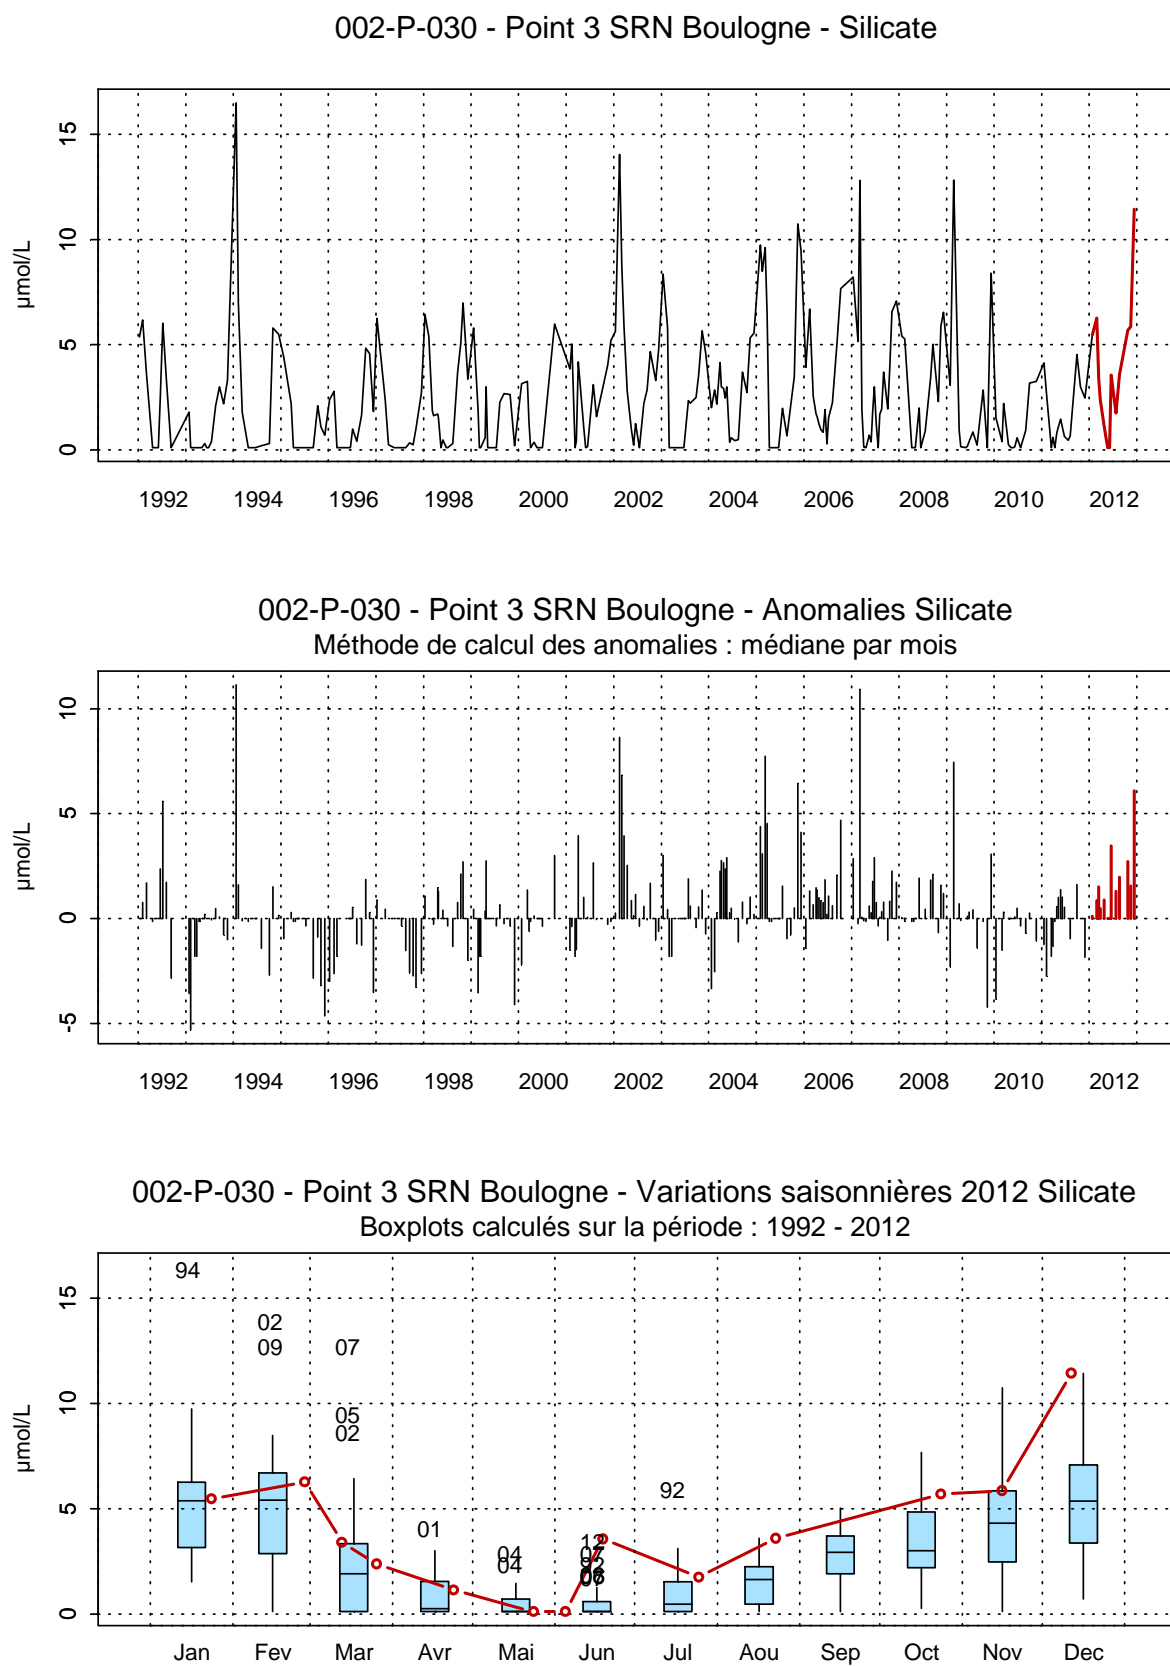 002-P-030 - Point 3 SRN Boulogne - Silicate
15
10
5
0
µmol/L
1992 1994 1996 1998 2000 2002 2004 2006 2008 2010 2012
002-P-030 - Point 3 SRN Boulogne - Anomalies Silicate
Méthode de calcul des anomalies : médiane par mois
10
5
0
-5
µmol/L
1992 1994 1996 1998 2000 2002 2004 2006 2008 2010 2012
002-P-030 - Point 3 SRN Boulogne - Variations saisonnières 2012 Silicate
Boxplots calculés sur la période : 1992 - 2012
15
10
5
0
µmol/L
94
02
09
07
05
02
01
04
04
12
92
Jan Fev Mar Avr Mai Jun Jul Aou Sep Oct Nov Dec